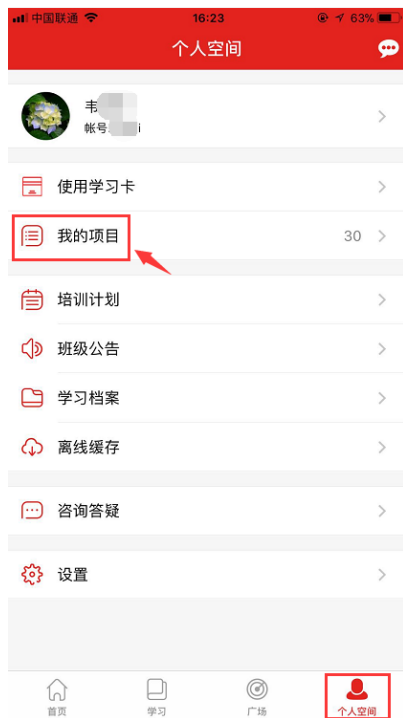 中国联通 16:23 63%
个人空间
韦
帐号: i
使用学习卡
我的项目 30
培训计划
班级公告
学习档案
离线缓存
咨询答疑
设置
首页 学习 广场 个人空间